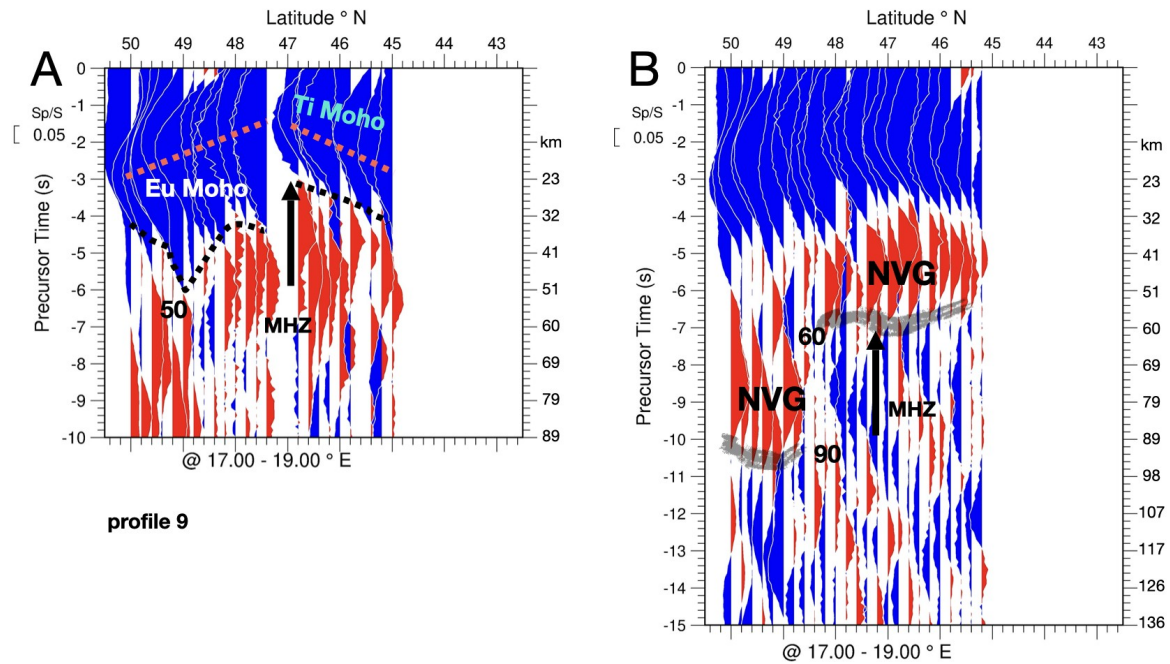 A
Latitude ° N
50 49 48 47 46 45 44 43
Sp/S
0.05
Precursor Time (s)
0
-1
-2
-3
-4
-5
-6
-7
-8
-9
-10
km
23
32
41
51
60
69
79
89
Ti Moho
Eu Moho
50
MHZ
@ 17.00 - 19.00 ° E
profile 9
B
Latitude ° N
50 49 48 47 46 45 44 43
Sp/S
0.05
Precursor Time (s)
0
-1
-2
-3
-4
-5
-6
-7
-8
-9
-10
-11
-12
-13
-14
-15
km
23
32
41
51
60
69
79
89
98
107
117
126
136
NVG
60
NVG
MHZ
90
@ 17.00 - 19.00 ° E